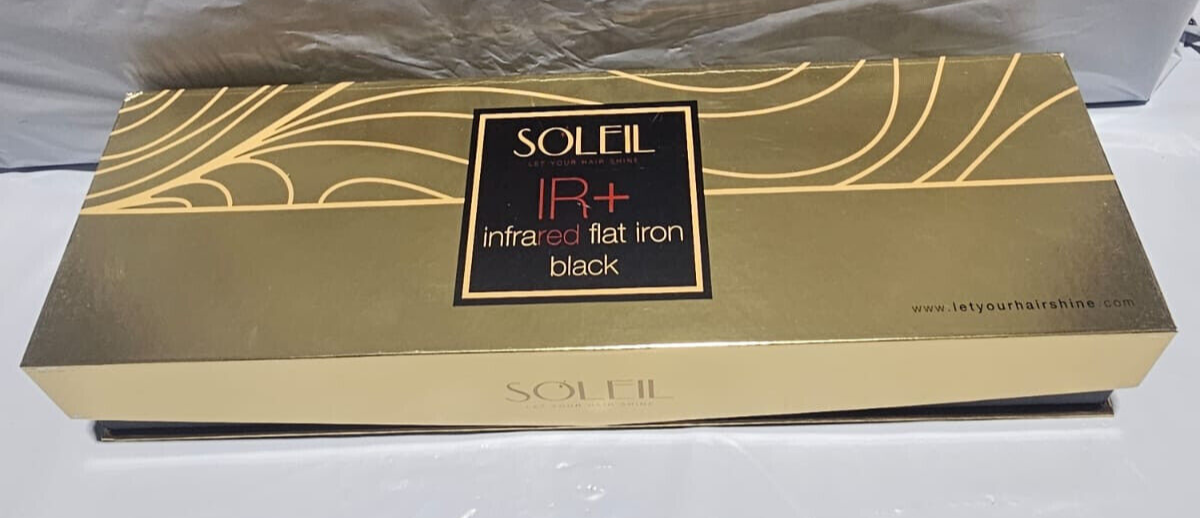 SOLEIL
LET YOUR HAIR SHINE
IR+
infrared flat iron
black
www.letyourhairshine.com
SOLEIL
LET YOUR HAIR SHINE